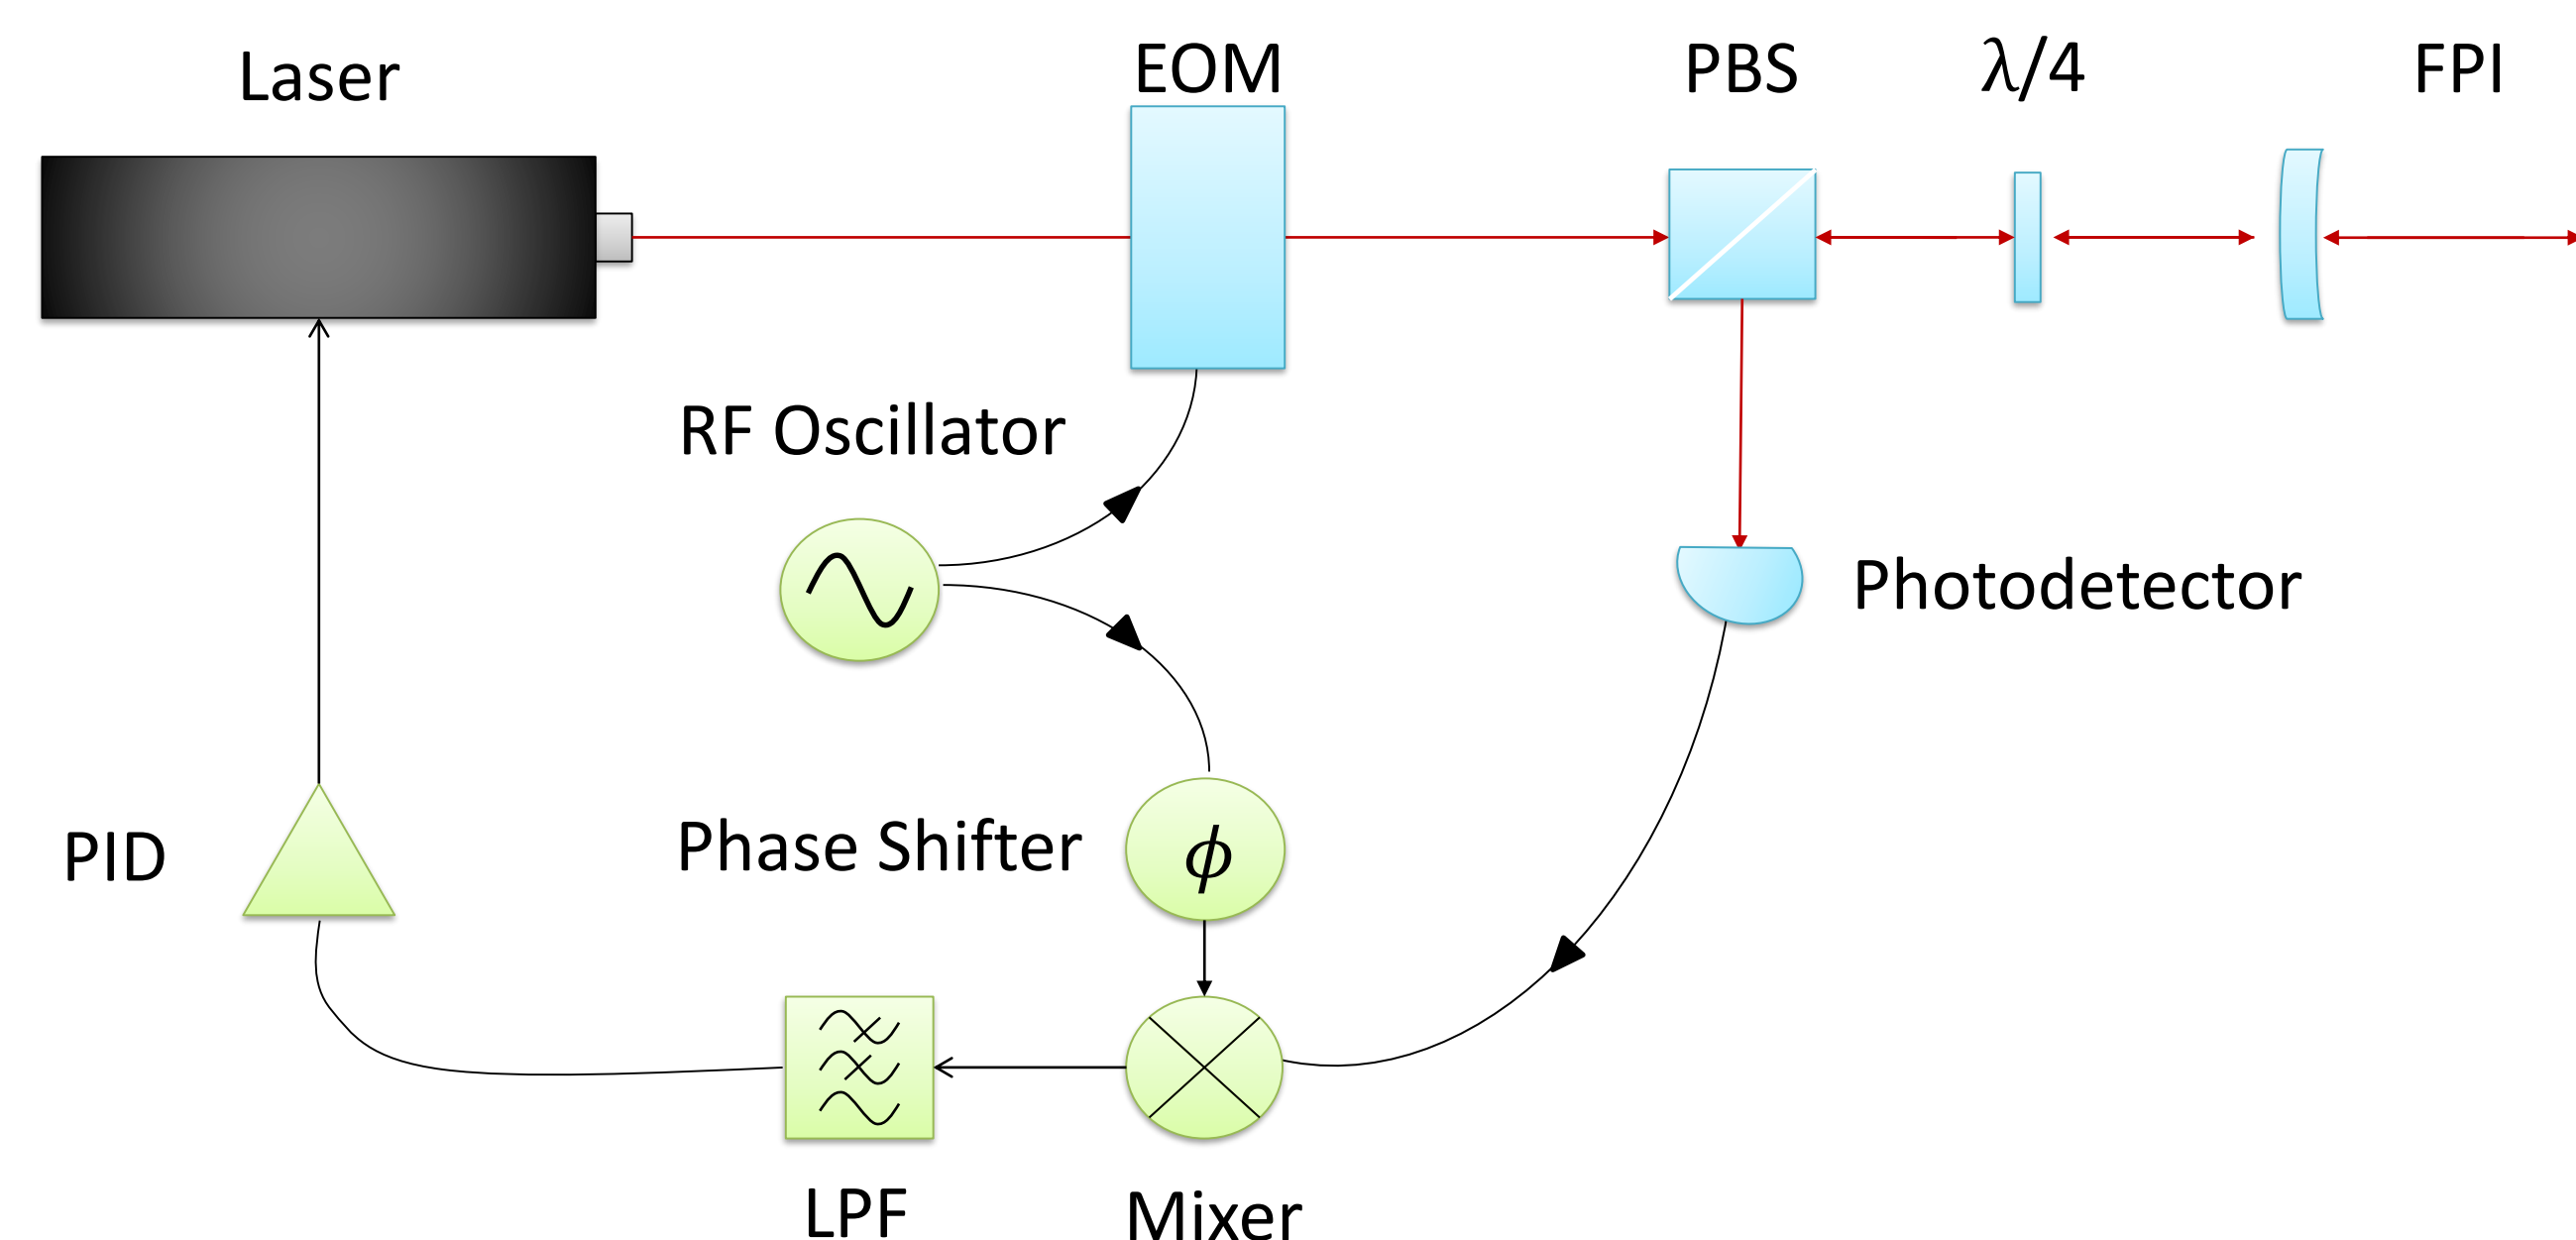 Laser
EOM
PBS
λ/4
FPI
RF Oscillator
Photodetector
Phase Shifter
ϕ
PID
LPF
Mixer